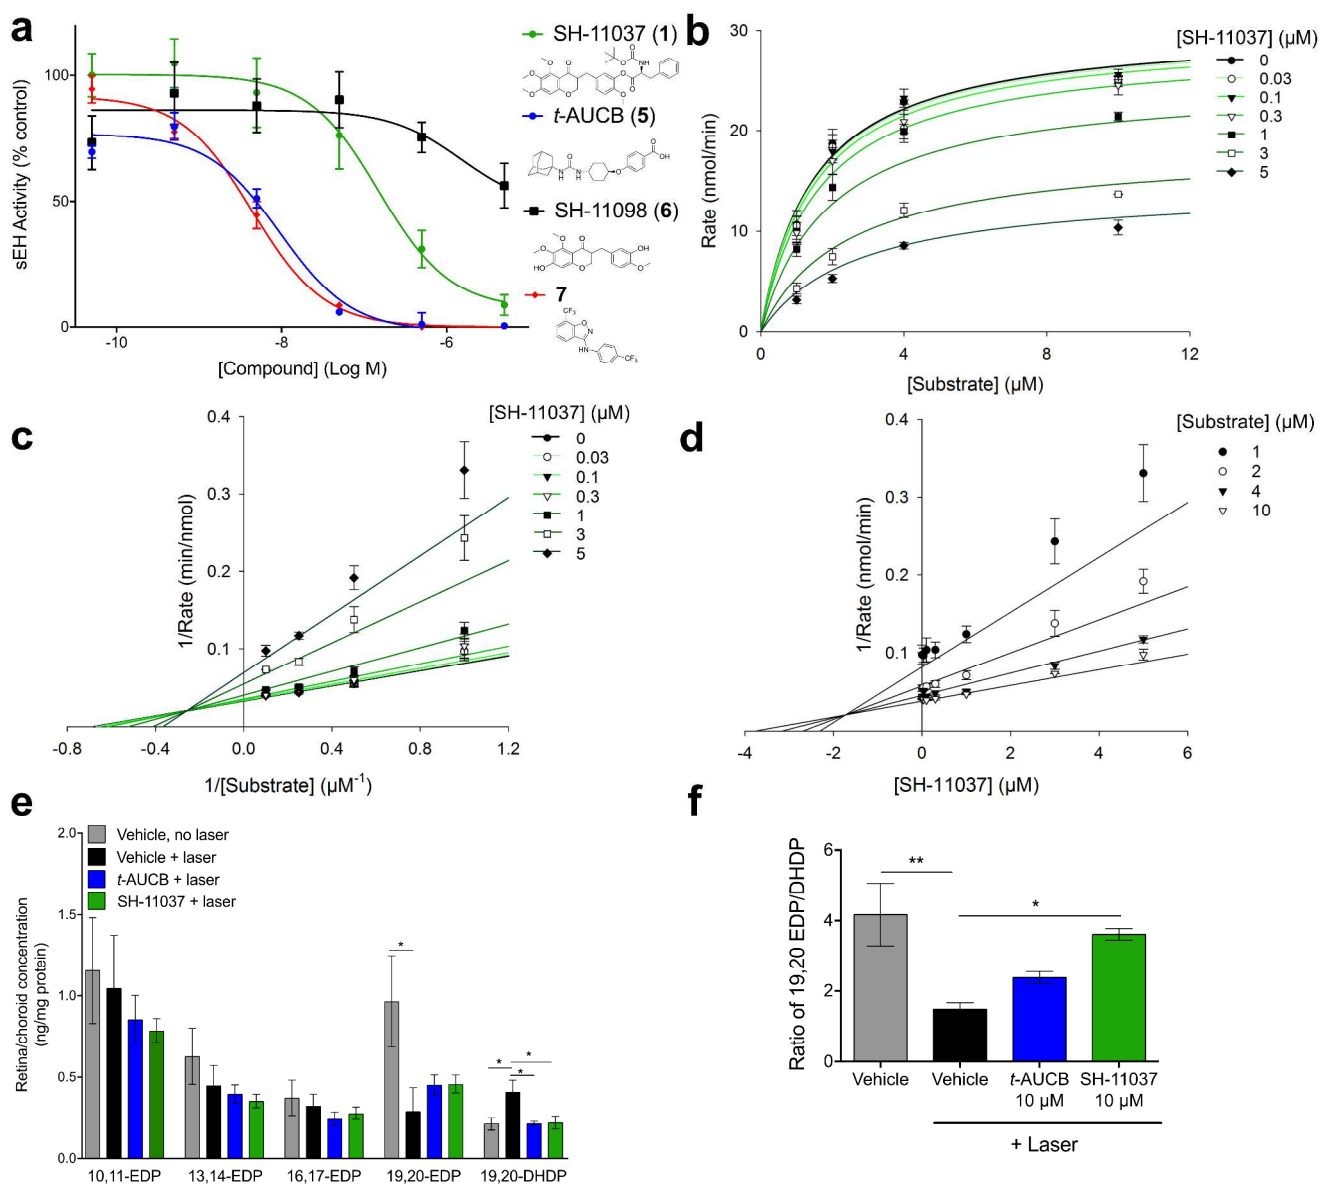 a
sEH Activity (% control)
100
50
0
-10
-8
-6
[Compound] (Log M)
SH-11037 (1)
t-AUCB (5)
SH-11098 (6)
7
b
[SH-11037] (µM)
0
0.03
0.1
0.3
1
3
5
Rate (nmol/min)
30
20
10
0
0
4
8
12
[Substrate] (µM)
c
[SH-11037] (µM)
0
0.03
0.1
0.3
1
3
5
1/Rate (min/nmol)
0.4
0.3
0.2
0.1
-0.8
-0.4
0.0
0.4
0.8
1.2
1/[Substrate] (µM⁻¹)
d
[Substrate] (µM)
1
2
4
10
1/Rate (nmol/min)
0.4
0.3
0.2
0.1
-4
-2
0
2
4
6
[SH-11037] (µM)
e
Retina/choroid concentration
(ng/mg protein)
2.0
1.5
1.0
0.5
0.0
Vehicle, no laser
Vehicle + laser
t-AUCB + laser
SH-11037 + laser
*
*
*
*
10,11-EDP
13,14-EDP
16,17-EDP
19,20-EDP
19,20-DHDP
f
Ratio of 19,20 EDP/DHDP
6
4
2
0
**
*
Vehicle
Vehicle
t-AUCB
10 µM
SH-11037
10 µM
+ Laser